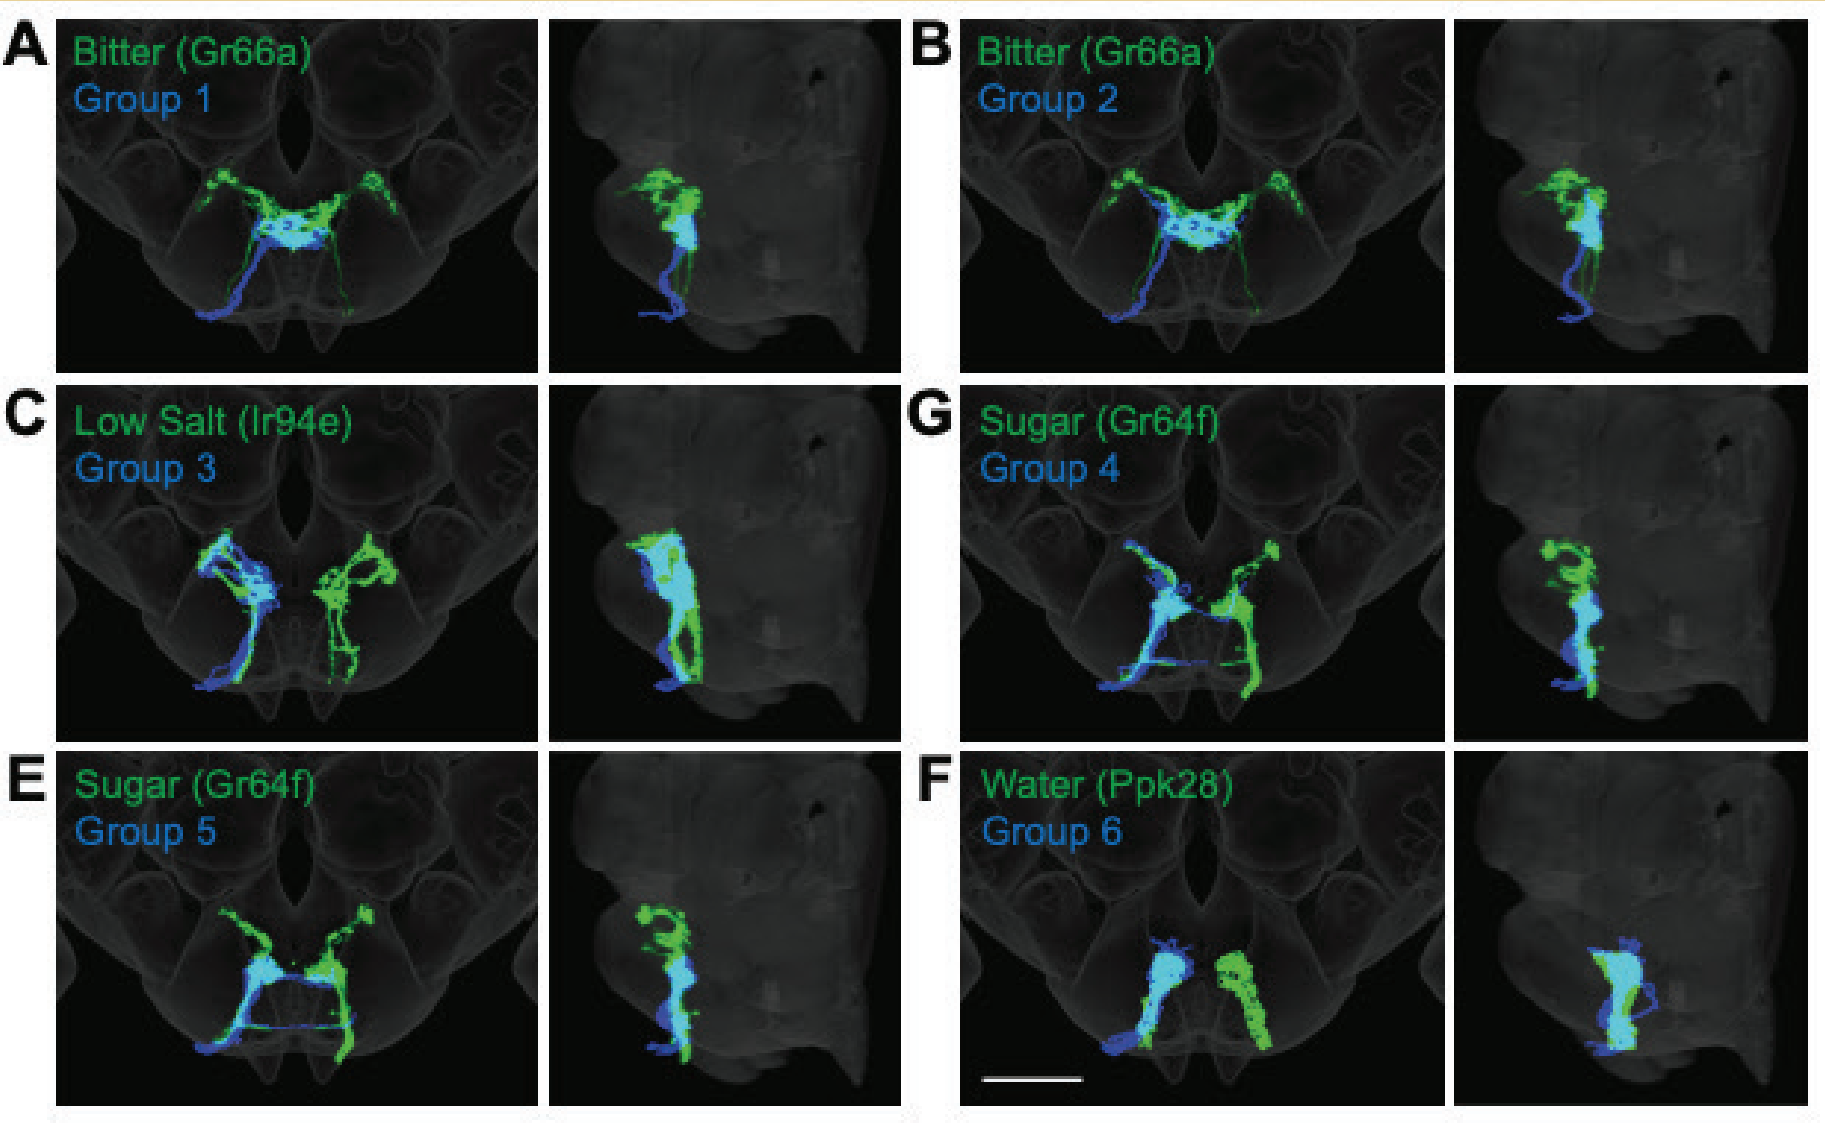 A
Bitter (Gr66a)
Group 1
B
Bitter (Gr66a)
Group 2
C
Low Salt (Ir94e)
Group 3
G
Sugar (Gr64f)
Group 4
E
Sugar (Gr64f)
Group 5
F
Water (Ppk28)
Group 6